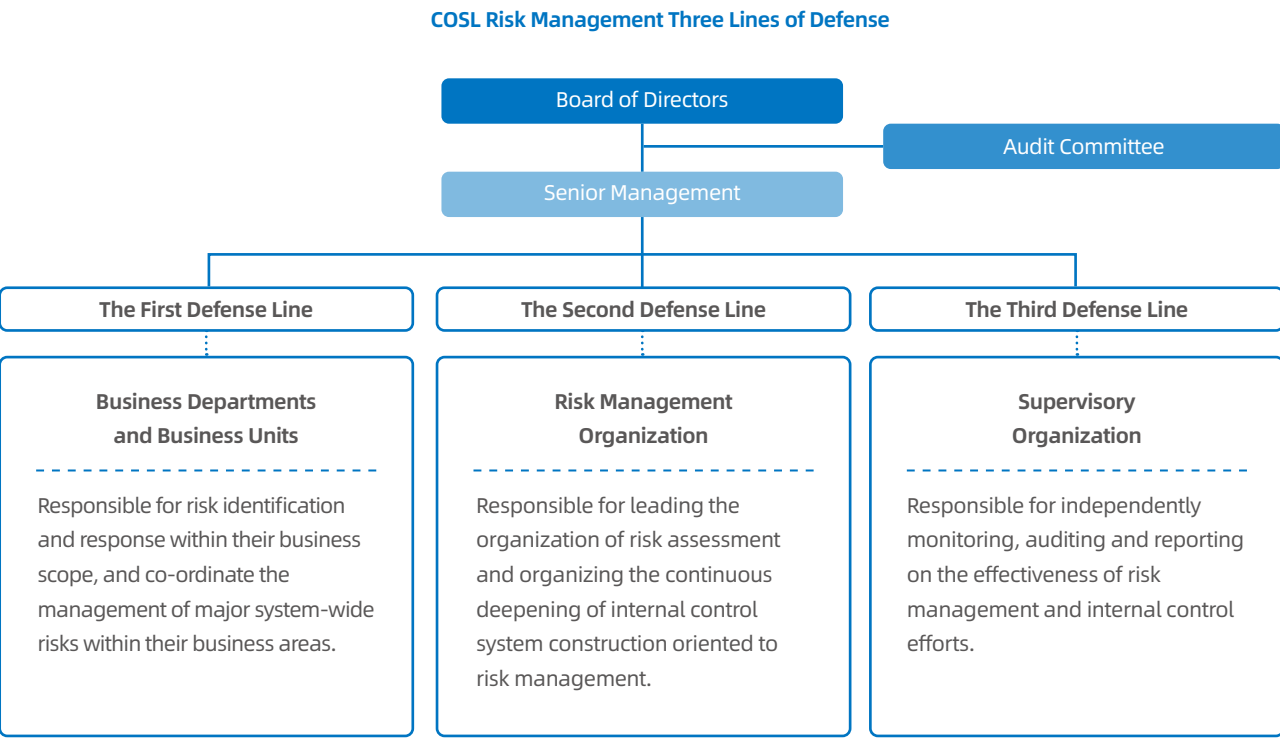 COSL Risk Management Three Lines of Defense
Board of Directors
Audit Committee
Senior Management
The First Defense Line
The Second Defense Line
The Third Defense Line
Business Departments
and Business Units
Responsible for risk identification
and response within their business
scope, and co-ordinate the
management of major system-wide
risks within their business areas.
Risk Management
Organization
Responsible for leading the
organization of risk assessment
and organizing the continuous
deepening of internal control
system construction oriented to
risk management.
Supervisory
Organization
Responsible for independently
monitoring, auditing and reporting
on the effectiveness of risk
management and internal control
efforts.